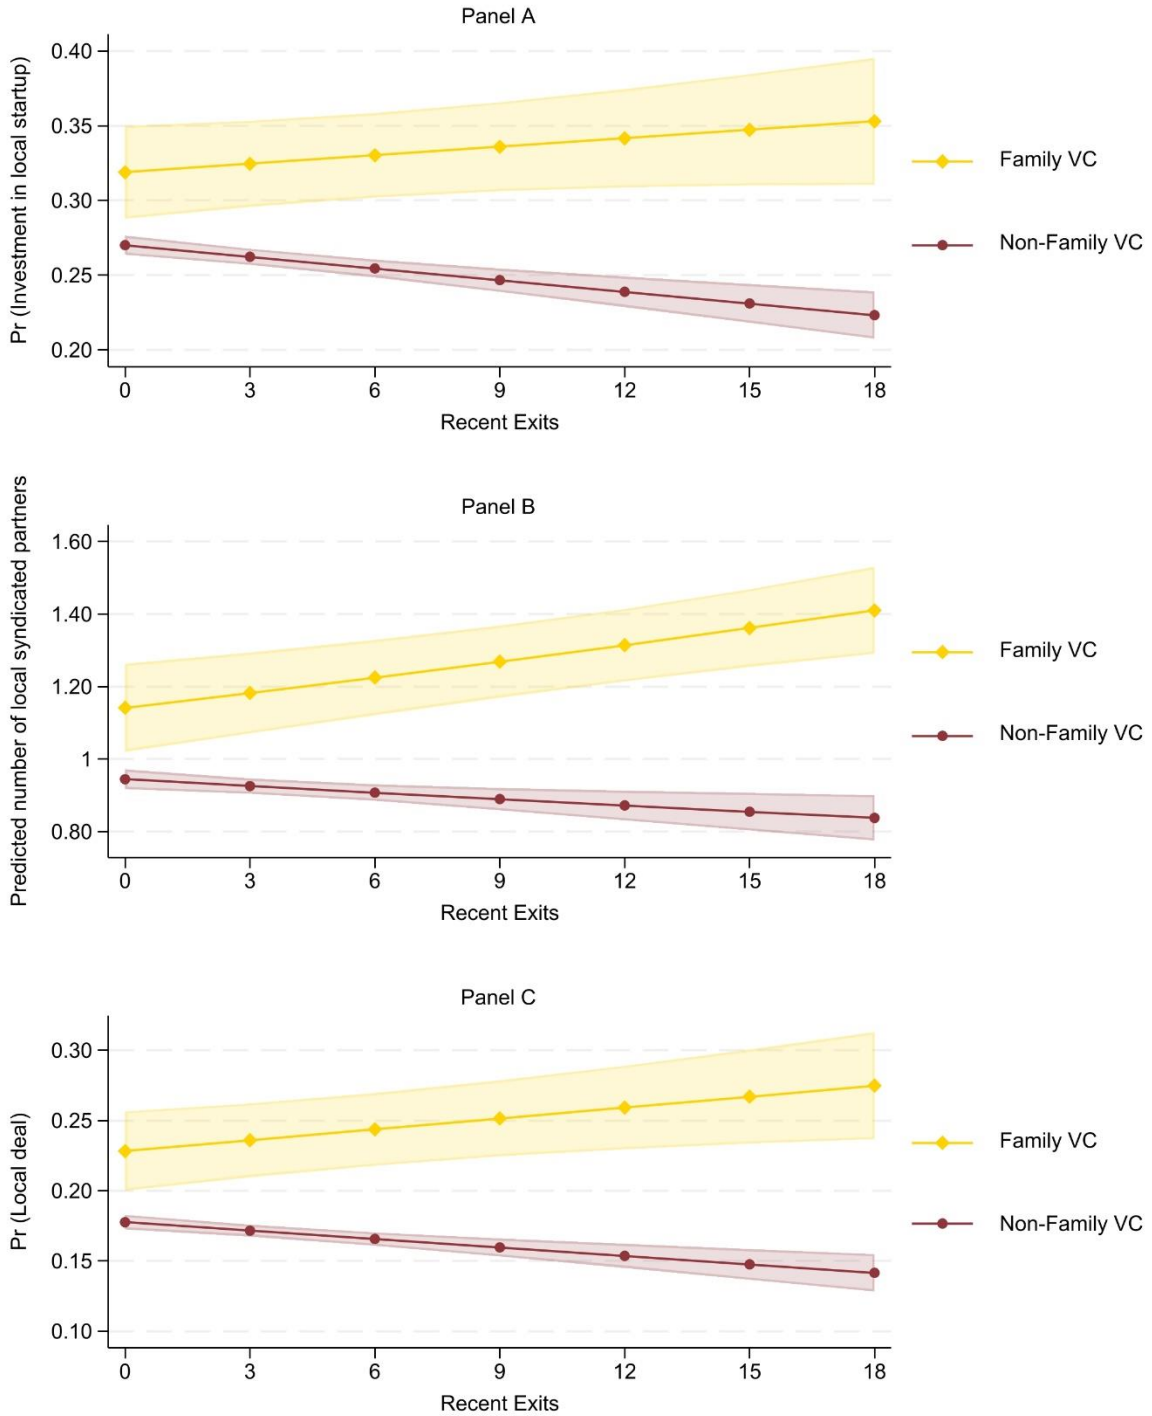 Panel A
Pr (Investment in local startup)
0.40
0.35
0.30
0.25
0.20
0 3 6 9 12 15 18
Recent Exits
Family VC
Non-Family VC
Panel B
Predicted number of local syndicated partners
1.60
1.40
1.20
1
0.80
0 3 6 9 12 15 18
Recent Exits
Family VC
Non-Family VC
Panel C
Pr (Local deal)
0.30
0.25
0.20
0.15
0.10
0 3 6 9 12 15 18
Recent Exits
Family VC
Non-Family VC